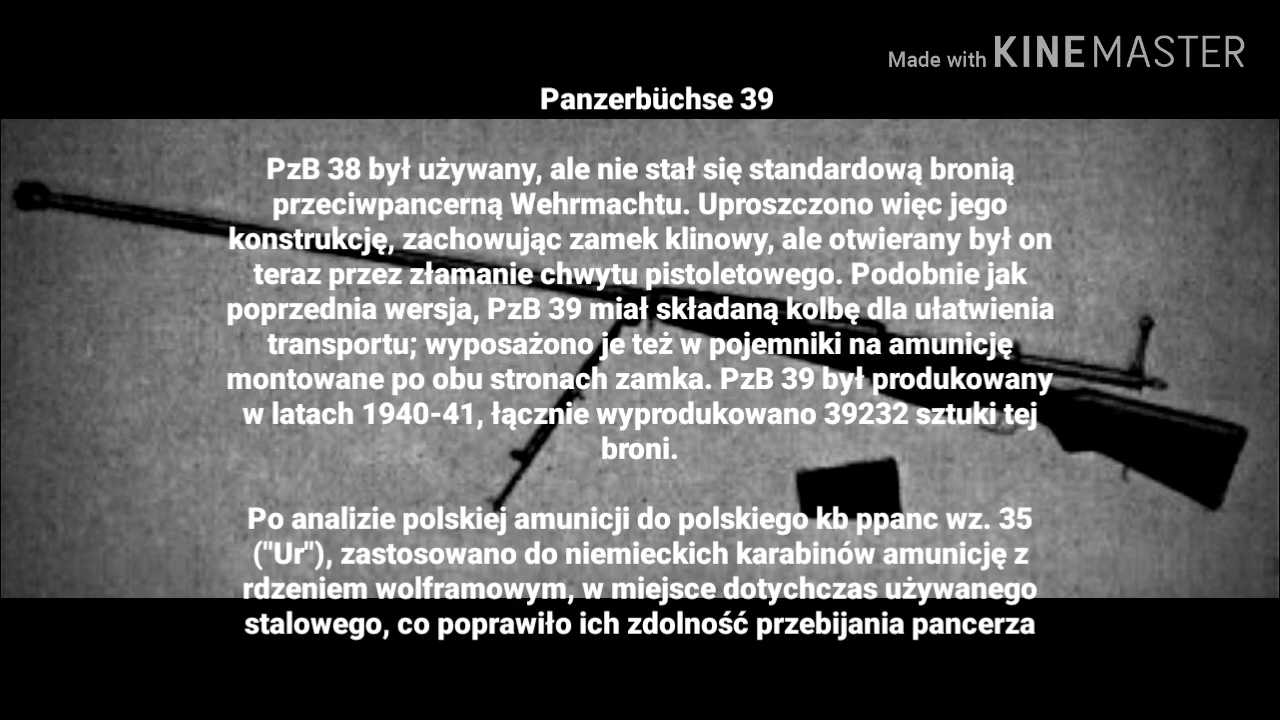 Made with KINEMASTER
Panzerbüchse 39
PzB 38 był używany, ale nie stał się standardową bronią
przeciwpancerną Wehrmachtu. Uproszczono więc jego
konstrukcję, zachowując zamek klinowy, ale otwierany był on
teraz przez złamanie chwytu pistoletowego. Podobnie jak
poprzednia wersja, PzB 39 miał składaną kolbę dla ułatwienia
transportu; wyposażono je też w pojemniki na amunicję
montowane po obu stronach zamka. PzB 39 był produkowany
w latach 1940-41, łącznie wyprodukowano 39232 sztuki tej
broni.
Po analizie polskiej amunicji do polskiego kb ppanc wz. 35
("Ur"), zastosowano do niemieckich karabinów amunicję z
rdzeniem wolframowym, w miejsce dotychczas używanego
stalowego, co poprawiło ich zdolność przebijania pancerza